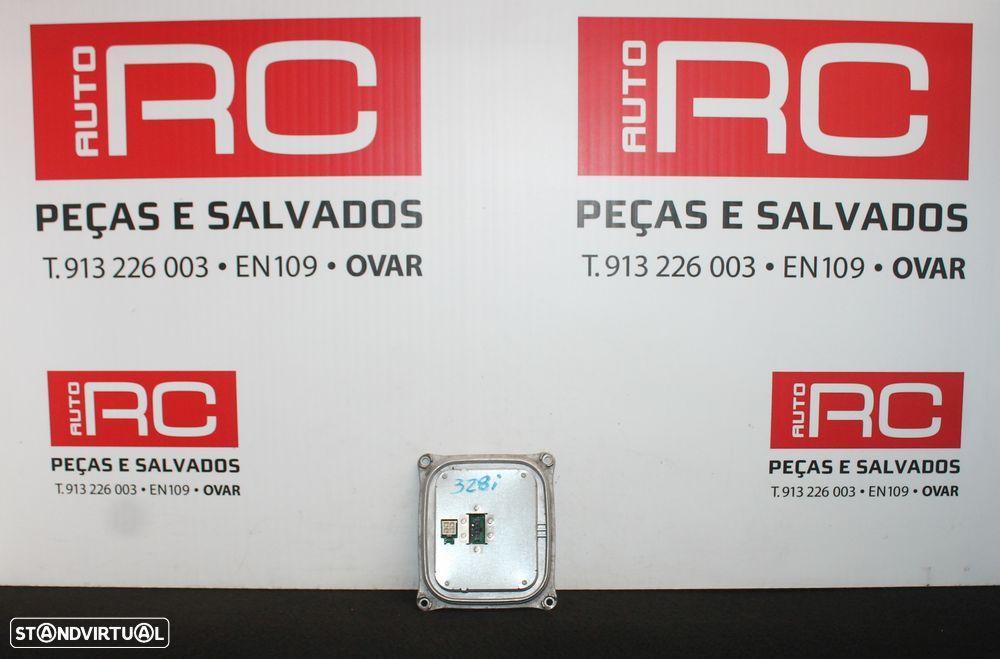 AUTO RC
PEÇAS E SALVADOS
T. 913 226 003 • EN109 • OVAR
AUTO RC
PEÇAS E SALVADOS
T. 913 226 003 • EN109 • OVAR
AUTO RC
PEÇAS E SALVADOS
T. 913 226 003 • EN109 • OVAR
AUTO RC
PEÇAS E SALVADOS
T. 913 226 003 • EN109 • OVAR
328i
STANDVIRTUAL